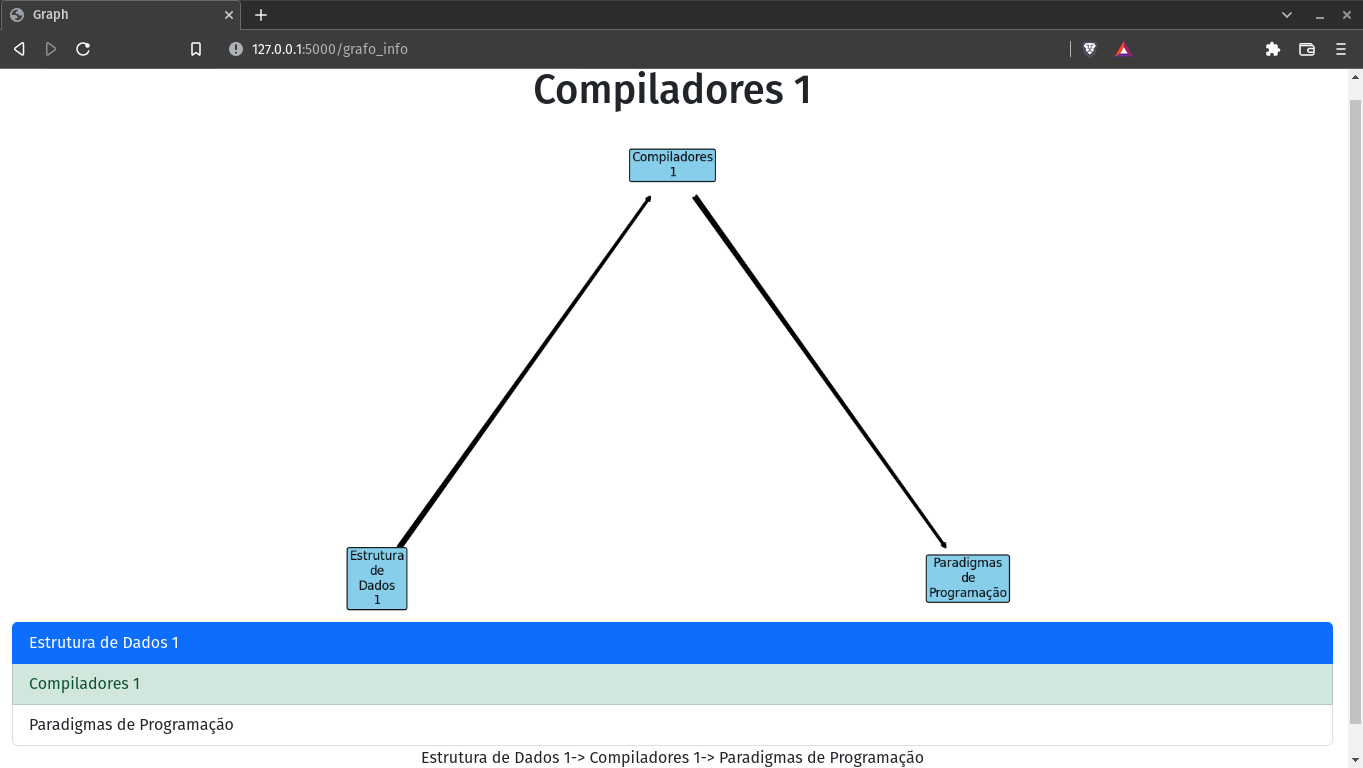 Graph
127.0.0.1:5000/grafo_info
Compiladores 1
Compiladores
1
Estrutura
de
Dados
1
Paradigmas
de
Programação
Estrutura de Dados 1
Compiladores 1
Paradigmas de Programação
Estrutura de Dados 1-> Compiladores 1-> Paradigmas de Programação